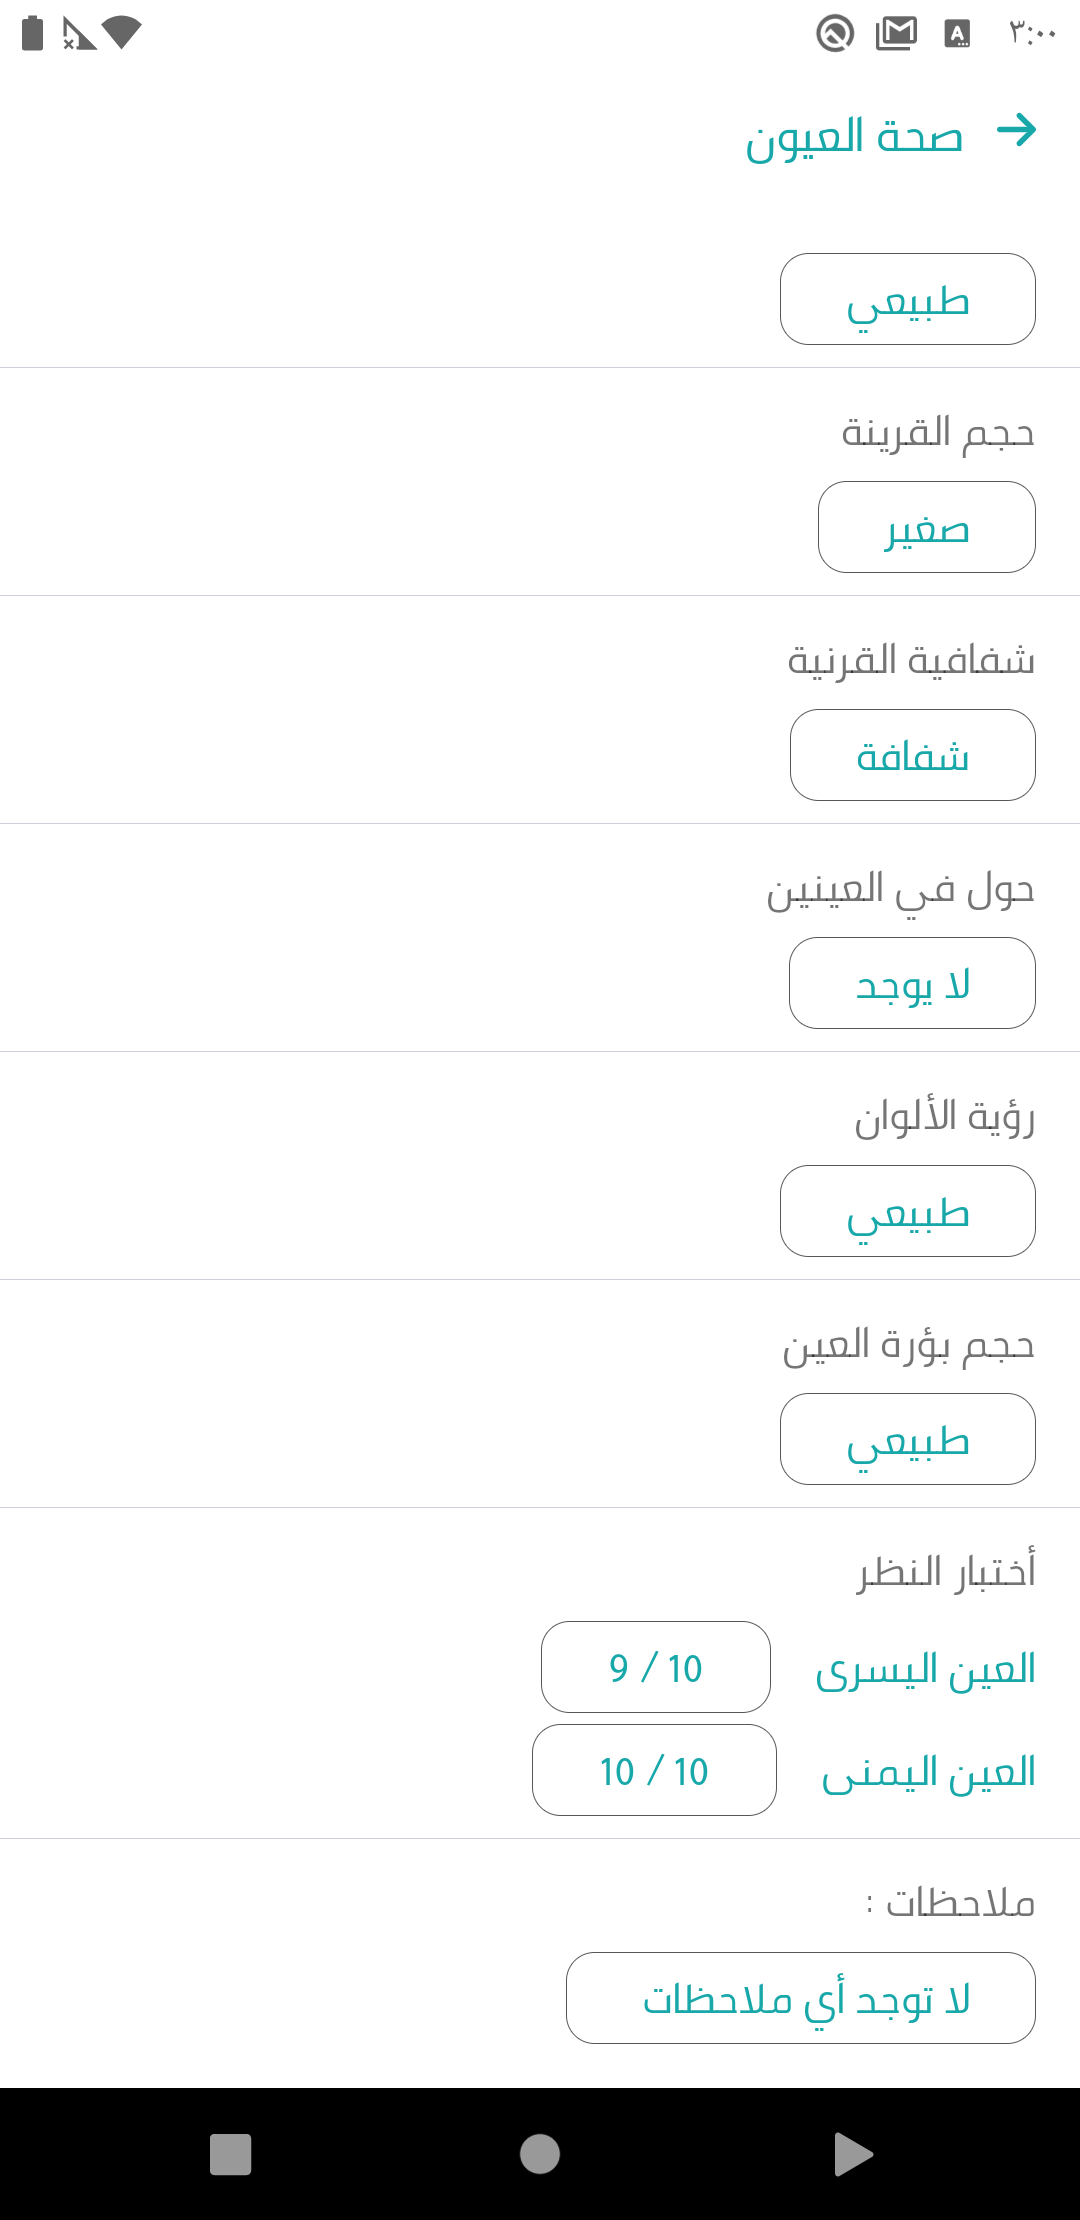 ٣:٠٠
صحة العيون
طبيعي
حجم القرينة
صغير
شفافية القرنية
شفافة
حول في العينين
لا يوجد
رؤية الألوان
طبيعي
حجم بؤرة العين
طبيعي
أختبار النظر
العين اليسرى 9 / 10
العين اليمنى 10 / 10
ملاحظات :
لا توجد أي ملاحظات